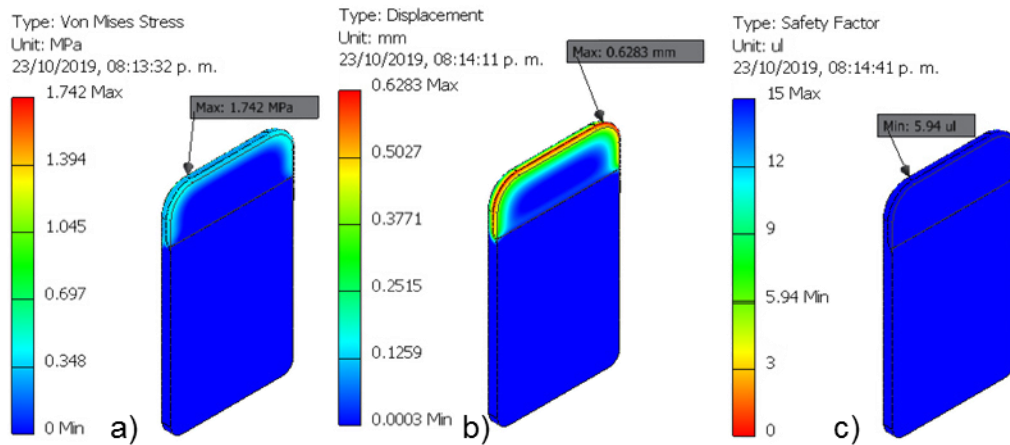 Type: Von Mises Stress
Unit: MPa
23/10/2019, 08:13:32 p. m.
1.742 Max
Max: 1.742 MPa
1.394
1.045
0.697
0.348
0 Min
a)
Type: Displacement
Unit: mm
23/10/2019, 08:14:11 p. m.
0.6283 Max
Max: 0.6283 mm
0.5027
0.3771
0.2515
0.1259
0.0003 Min
b)
Type: Safety Factor
Unit: ul
23/10/2019, 08:14:41 p. m.
15 Max
Min: 5.94 ul
12
9
5.94 Min
3
0
c)